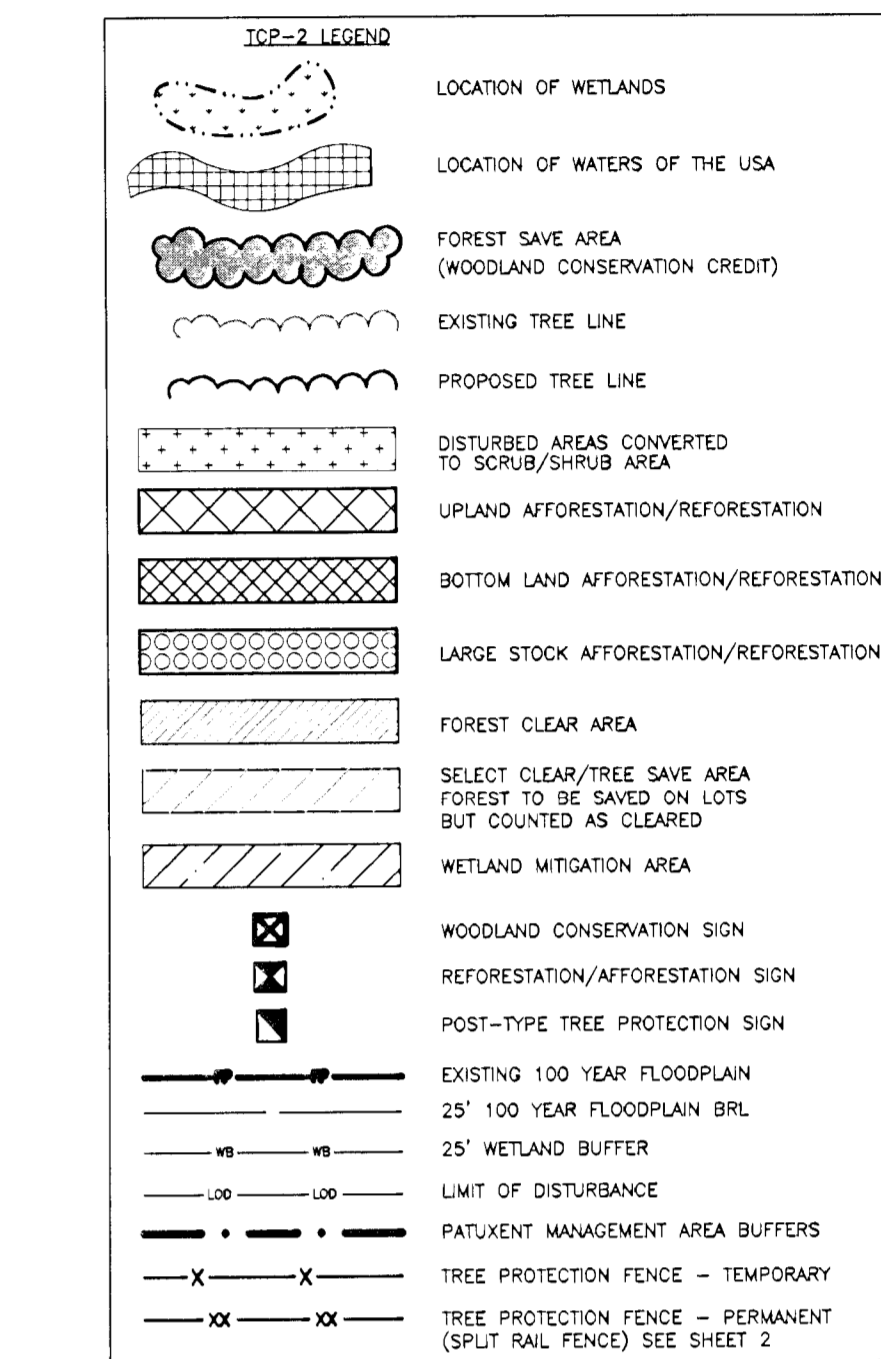 TCP-2 LEGEND
LOCATION OF WETLANDS
LOCATION OF WATERS OF THE USA
FOREST SAVE AREA
(WOODLAND CONSERVATION CREDIT)
EXISTING TREE LINE
PROPOSED TREE LINE
DISTURBED AREAS CONVERTED
TO SCRUB/SHRUB AREA
UPLAND AFFORESTATION/REFORESTATION
BOTTOM LAND AFFORESTATION/REFORESTATION
LARGE STOCK AFFORESTATION/REFORESTATION
FOREST CLEAR AREA
SELECT CLEAR/TREE SAVE AREA
FOREST TO BE SAVED ON LOTS
BUT COUNTED AS CLEARED
WETLAND MITIGATION AREA
WOODLAND CONSERVATION SIGN
REFORESTATION/AFFORESTATION SIGN
POST-TYPE TREE PROTECTION SIGN
EXISTING 100 YEAR FLOODPLAIN
25' 100 YEAR FLOODPLAIN BRL
WB WB 25' WETLAND BUFFER
LOD LOD LIMIT OF DISTURBANCE
PATUXENT MANAGEMENT AREA BUFFERS
X X TREE PROTECTION FENCE - TEMPORARY
XX XX TREE PROTECTION FENCE - PERMANENT
(SPLIT RAIL FENCE) SEE SHEET 2